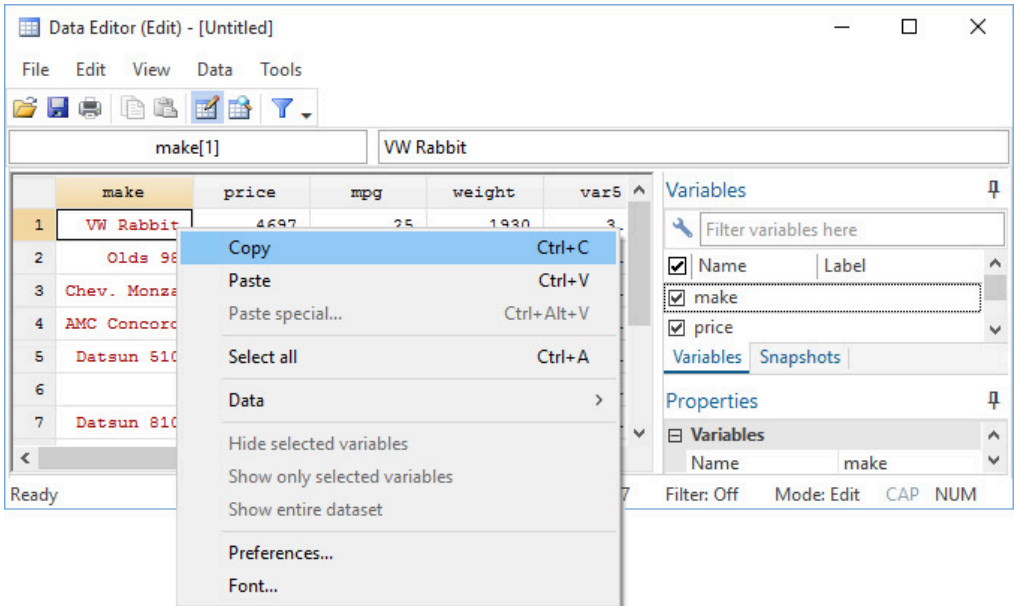 Data Editor (Edit) - [Untitled]
File Edit View Data Tools
make[1] VW Rabbit
make price mpg weight var5
1 VW Rabbit 4697 25 1930 3.
2 Olds 98
3 Chev. Monza
4 AMC Concord
5 Datsun 510
6
7 Datsun 810
Copy Ctrl+C
Paste Ctrl+V
Paste special... Ctrl+Alt+V
Select all Ctrl+A
Data
Hide selected variables
Show only selected variables
Show entire dataset
Preferences...
Font...
Variables
Filter variables here
Name Label
make
price
Variables Snapshots
Properties
Variables
Name make
Ready 7 Filter: Off Mode: Edit CAP NUM